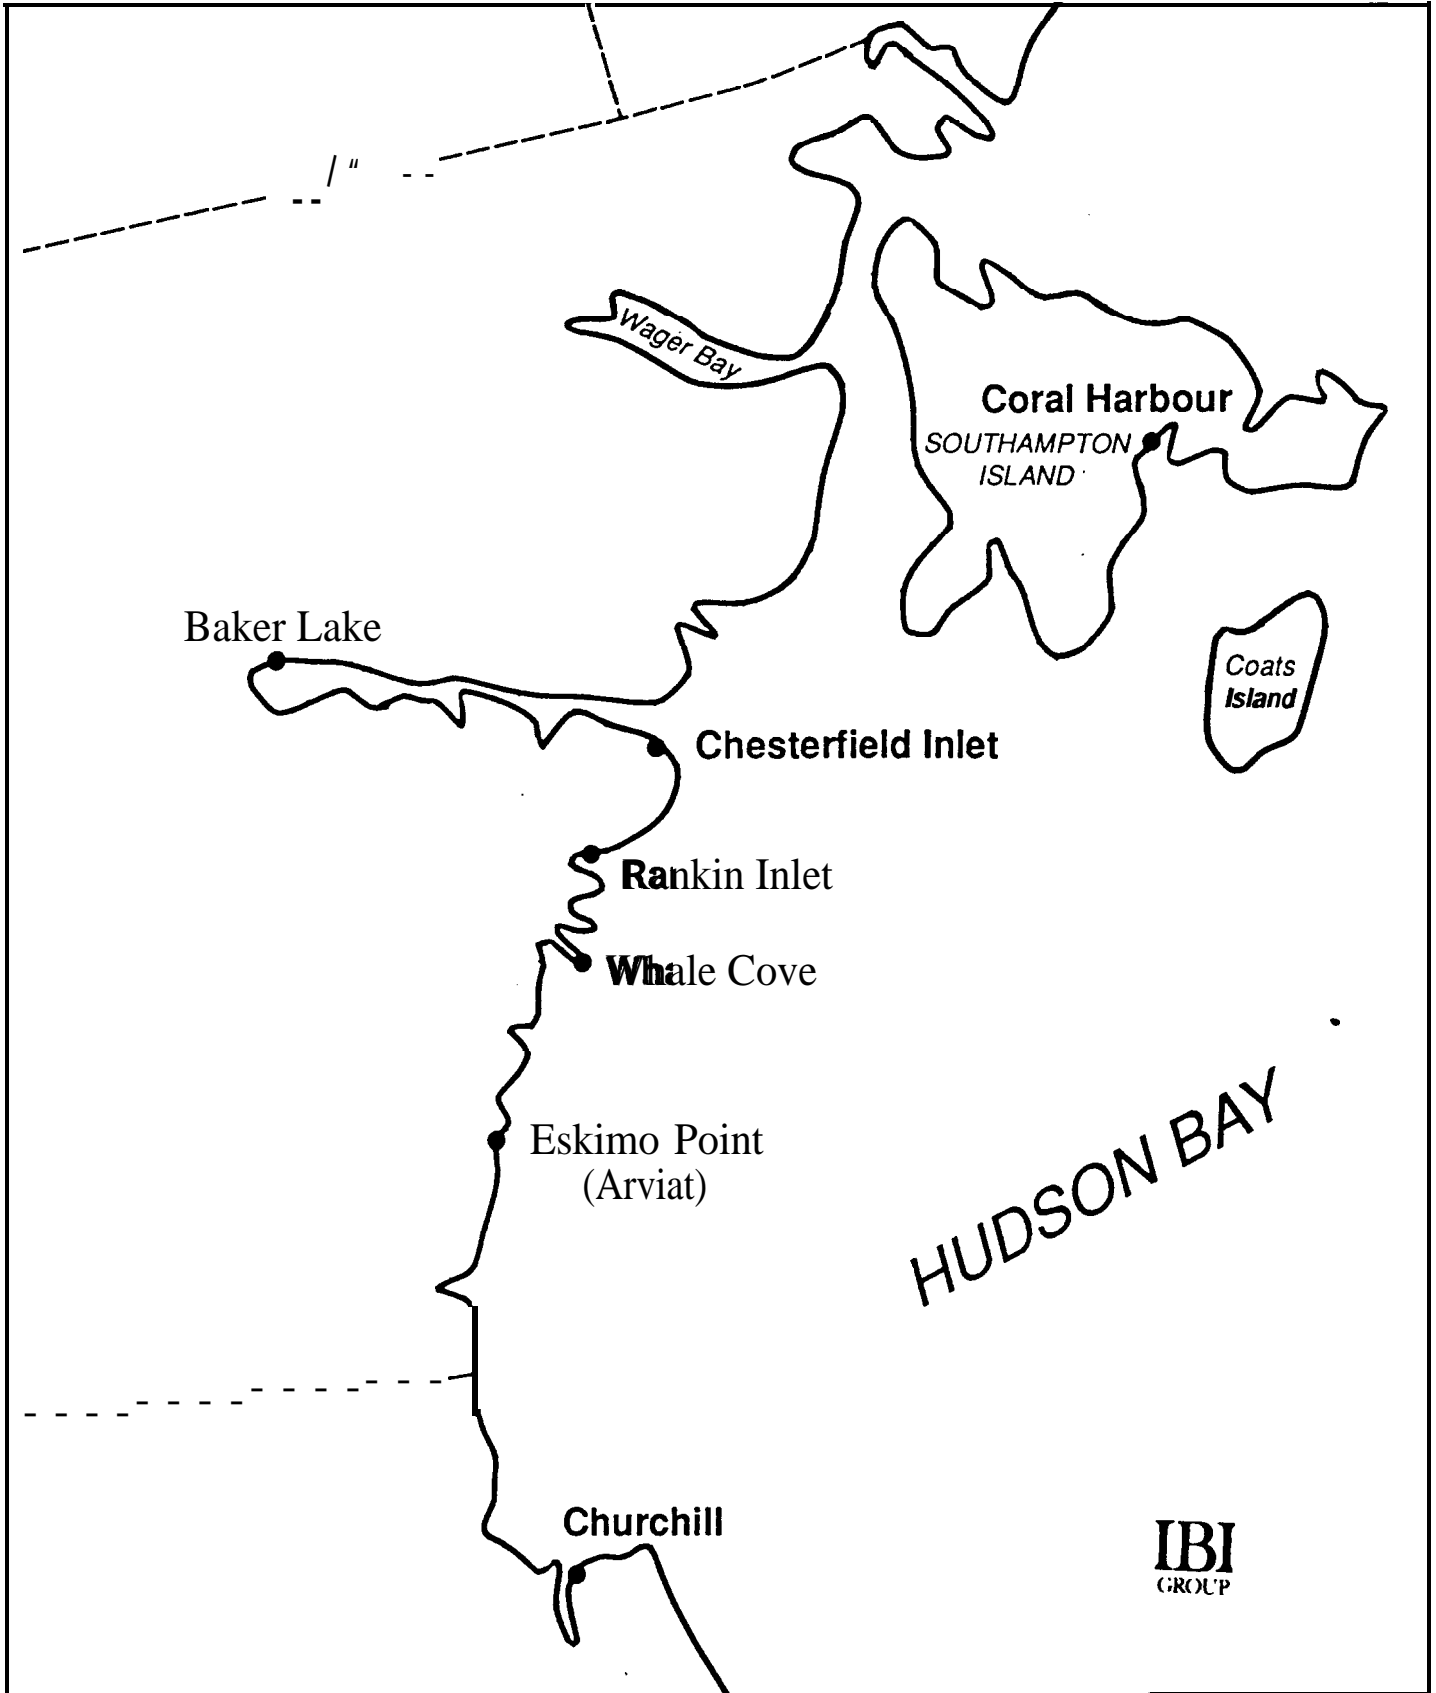 Wager Bay
Coral Harbour
SOUTHAMPTON
ISLAND
Baker Lake
Coats
Island
Chesterfield Inlet
Rankin Inlet
Whale Cove
Eskimo Point
(Arviat)
HUDSON BAY
Churchill
IBI
GROUP